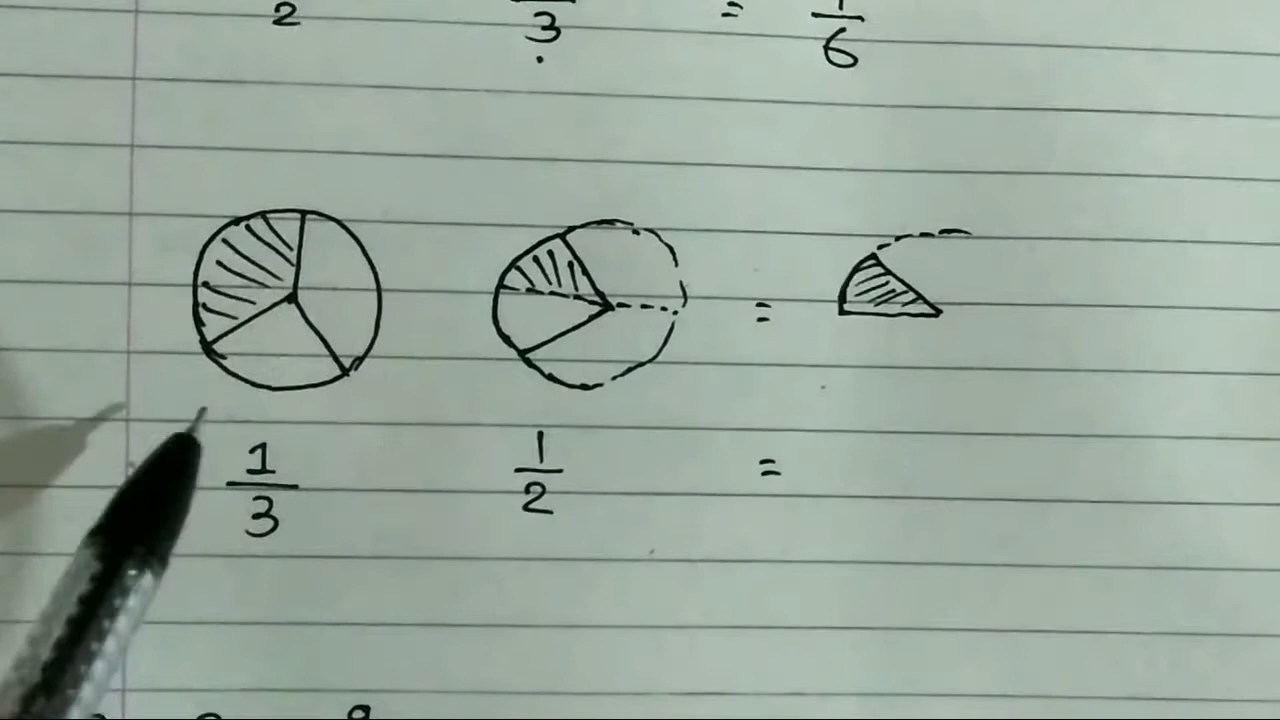 2 3 = 1/6
=
1/3 1/2 =